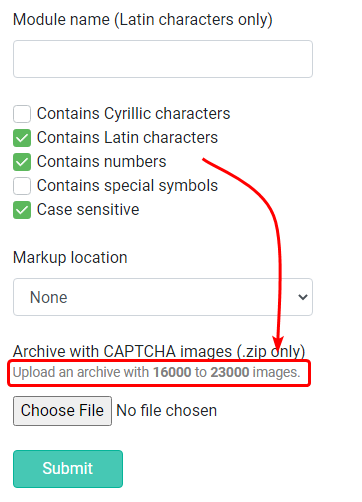 Module name (Latin characters only)
Contains Cyrillic characters
Contains Latin characters
Contains numbers
Contains special symbols
Case sensitive
Markup location
None
Archive with CAPTCHA images (.zip only)
Upload an archive with 16000 to 23000 images.
Choose File No file chosen
Submit